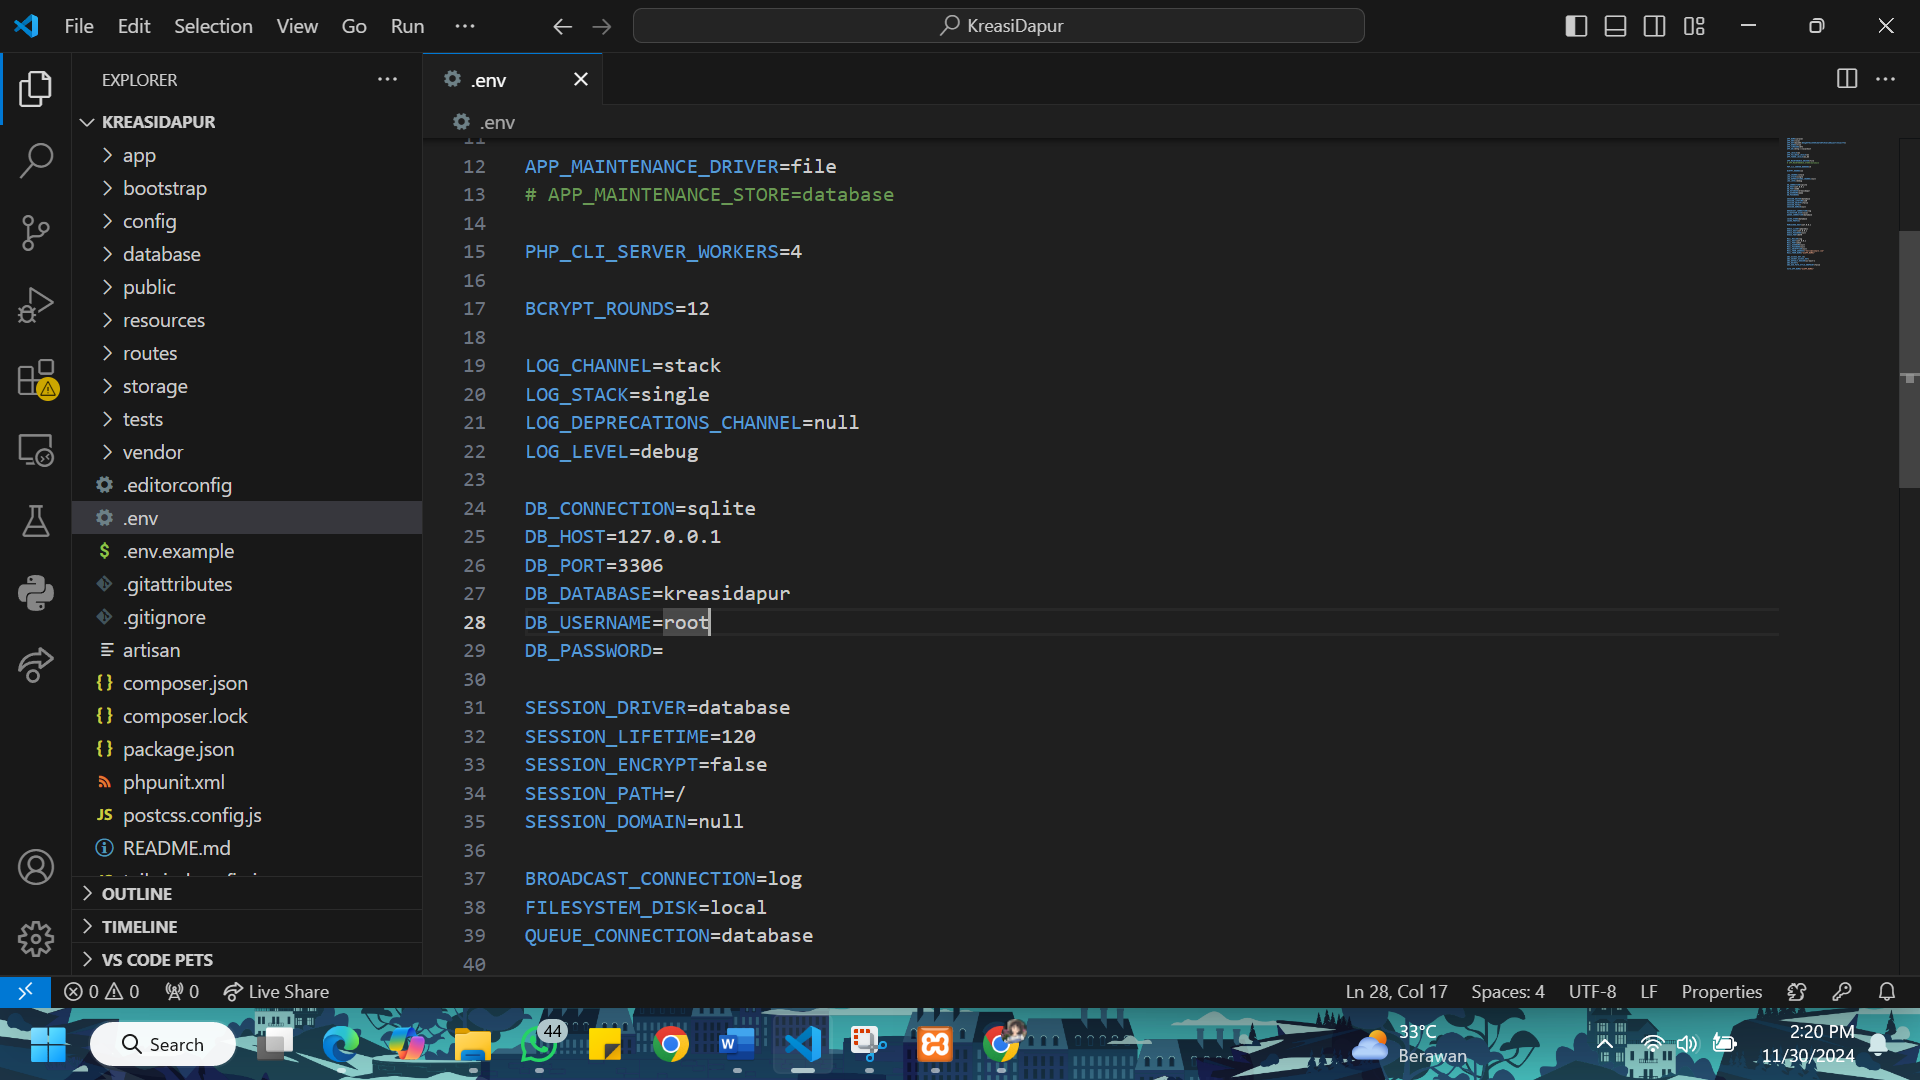 File Edit Selection View Go Run
KreasiDapur
EXPLORER
KREASIDAPUR
app
bootstrap
config
database
public
resources
routes
storage
tests
vendor
.editorconfig
.env
.env.example
.gitattributes
.gitignore
artisan
composer.json
composer.lock
package.json
phpunit.xml
postcss.config.js
README.md
OUTLINE
TIMELINE
VS CODE PETS
.env
.env
11
12 APP_MAINTENANCE_DRIVER=file
13 # APP_MAINTENANCE_STORE=database
14
15 PHP_CLI_SERVER_WORKERS=4
16
17 BCRYPT_ROUNDS=12
18
19 LOG_CHANNEL=stack
20 LOG_STACK=single
21 LOG_DEPRECATIONS_CHANNEL=null
22 LOG_LEVEL=debug
23
24 DB_CONNECTION=sqlite
25 DB_HOST=127.0.0.1
26 DB_PORT=3306
27 DB_DATABASE=kreasidapur
28 DB_USERNAME=root
29 DB_PASSWORD=
30
31 SESSION_DRIVER=database
32 SESSION_LIFETIME=120
33 SESSION_ENCRYPT=false
34 SESSION_PATH=/
35 SESSION_DOMAIN=null
36
37 BROADCAST_CONNECTION=log
38 FILESYSTEM_DISK=local
39 QUEUE_CONNECTION=database
40
0 0 0 Live Share
Ln 28, Col 17 Spaces: 4 UTF-8 LF Properties
Search
44
33°C
Berawan
2:20 PM
11/30/2024